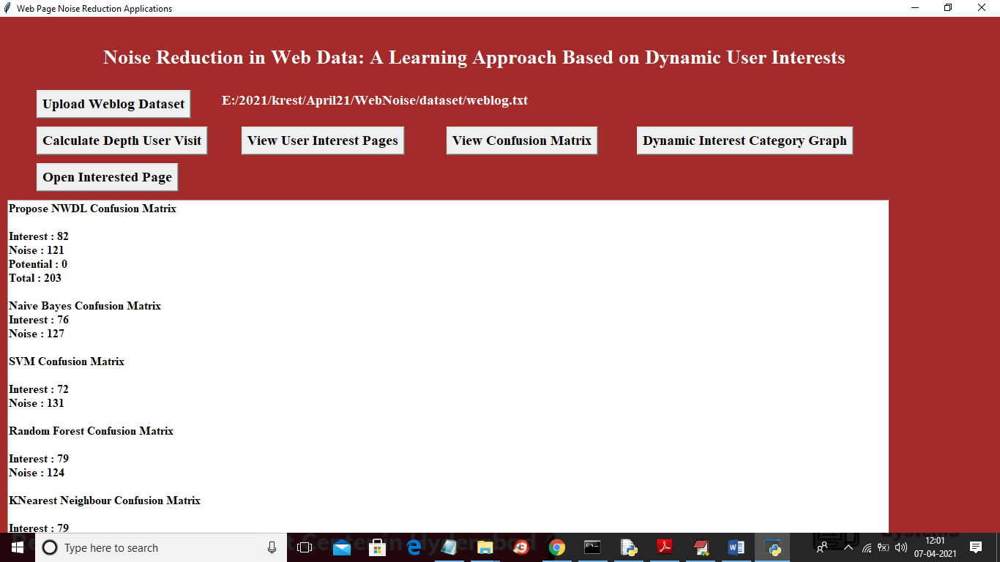 Web Page Noise Reduction Applications
Noise Reduction in Web Data: A Learning Approach Based on Dynamic User Interests
Upload Weblog Dataset E:/2021/krest/April21/WebNoise/dataset/weblog.txt
Calculate Depth User Visit View User Interest Pages View Confusion Matrix Dynamic Interest Category Graph
Open Interested Page
Propose NWDL Confusion Matrix
Interest : 82
Noise : 121
Potential : 0
Total : 203
Naive Bayes Confusion Matrix
Interest : 76
Noise : 127
SVM Confusion Matrix
Interest : 72
Noise : 131
Random Forest Confusion Matrix
Interest : 79
Noise : 124
KNearest Neighbour Confusion Matrix
Interest : 79
Type here to search
12:01
07-04-2021